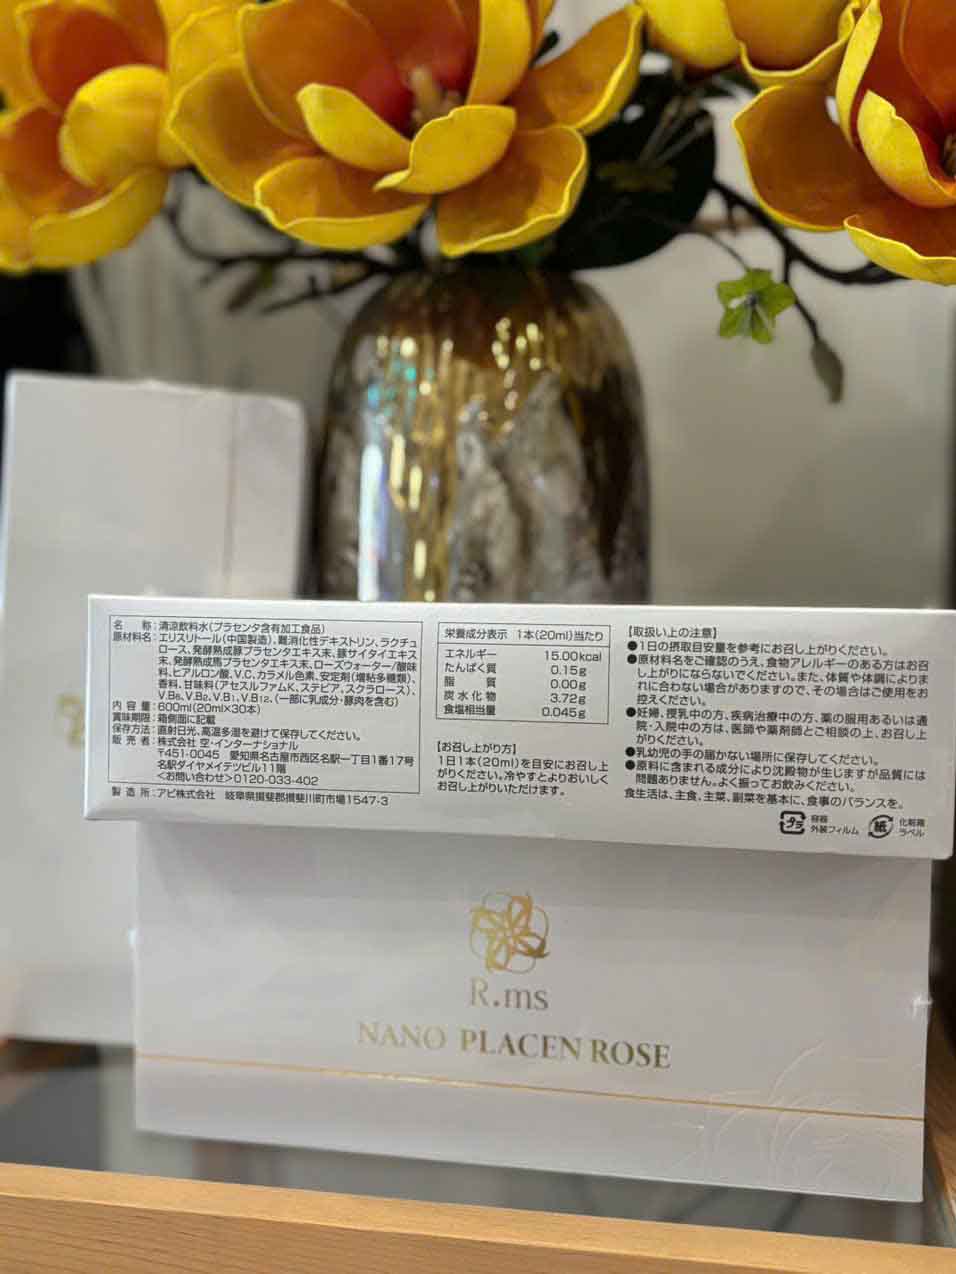 名　　称：清涼飲料水(プラセンタ含有加工食品)
原材料名：エリスリトール(中国製造)、難消化性デキストリン、ラクチュ
ロース、発酵熟成豚プラセンタエキス末、豚サイタイエキス
末、発酵熟成馬プラセンタエキス末、ローズウォーター/酸味
料、ヒアルロン酸、V.C、カラメル色素、安定剤(増粘多糖類)、
香料、甘味料(アセスルファムK、ステビア、スクラロース)、
V.B6、V.B2、V.B1、V.B12、(一部に乳成分・豚肉を含む)
内 容 量：600ml(20ml×30本)
賞味期限：箱側面に記載
保存方法：直射日光、高温多湿を避けて保存してください。
販 売 者：株式会社 空・インターナショナル
〒451-0045　愛知県名古屋市西区名駅一丁目1番17号
名駅ダイヤメイテツビル11階
<お問い合わせ>0120-033-402
製 造 所：アピ株式会社　岐阜県揖斐郡揖斐川町市場1547-3
栄養成分表示　1本(20ml)当たり
エネルギー　15.00kcal
たんぱく質　0.15g
脂　　質　0.00g
炭水化物　3.72g
食塩相当量　0.045g
【お召し上がり方】
1日1本(20ml)を目安にお召し上
がりください。冷やすとよりおいしく
お召し上がりいただけます。
【取扱い上の注意】
●1日の摂取目安量を参考にお召し上がりください。
●原材料名をご確認のうえ、食物アレルギーのある方はお召
し上がりにならないでください。また、体質や体調によりま
れに合わない場合がありますので、その場合はご使用をお
控えください。
●妊婦、授乳中の方、疾病治療中の方、薬の服用あるいは通
院・入院中の方は、医師や薬剤師とご相談の上、お召し上
がりください。
●乳幼児の手の届かない場所に保存してください。
●原料に含まれる成分により沈殿物が生じますが品質には
問題ありません。よく振ってお飲みください。
食生活は、主食、主菜、副菜を基本に、食事のバランスを。
プラ　容器
外装フィルム
紙　化粧箱
ラベル
R.ms
NANO PLACEN ROSE